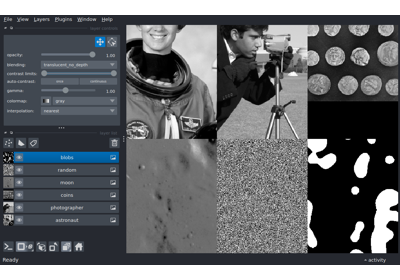 File View Layers Plugins Window Help
opacity: 1.00
blending: translucent_no_depth
contrast limits:
auto-contrast: once continuous
gamma: 1.00
colormap: gray
interpolation: nearest
blobs
random
moon
coins
photographer
astronaut
Ready activity